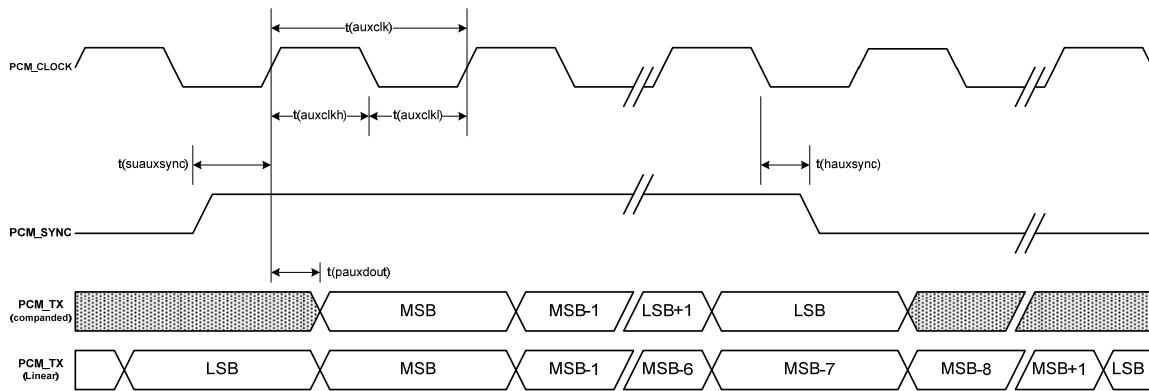 t(auxclk)
PCM_CLOCK
t(auxclkh)
t(auxclkl)
t(suauxsync)
t(hauxsync)
PCM_SYNC
t(pauxdout)
PCM_TX
(companded)
MSB
MSB-1
LSB+1
LSB
PCM_TX
(Linear)
LSB
MSB
MSB-1
MSB-6
MSB-7
MSB-8
MSB+1
LSB